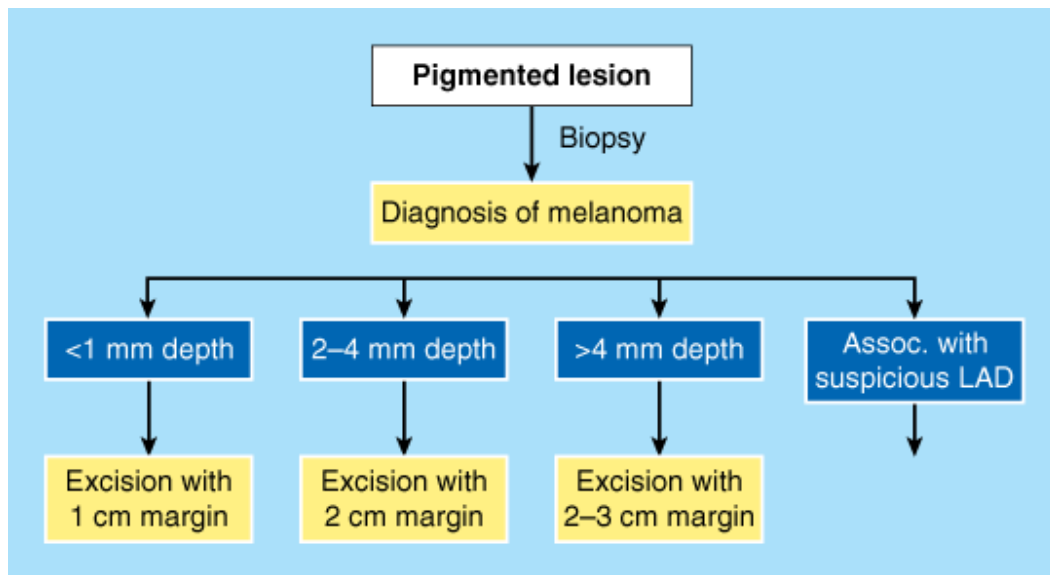 Pigmented lesion
Biopsy
Diagnosis of melanoma
<1 mm depth
2–4 mm depth
>4 mm depth
Assoc. with
suspicious LAD
Excision with
1 cm margin
Excision with
2 cm margin
Excision with
2–3 cm margin